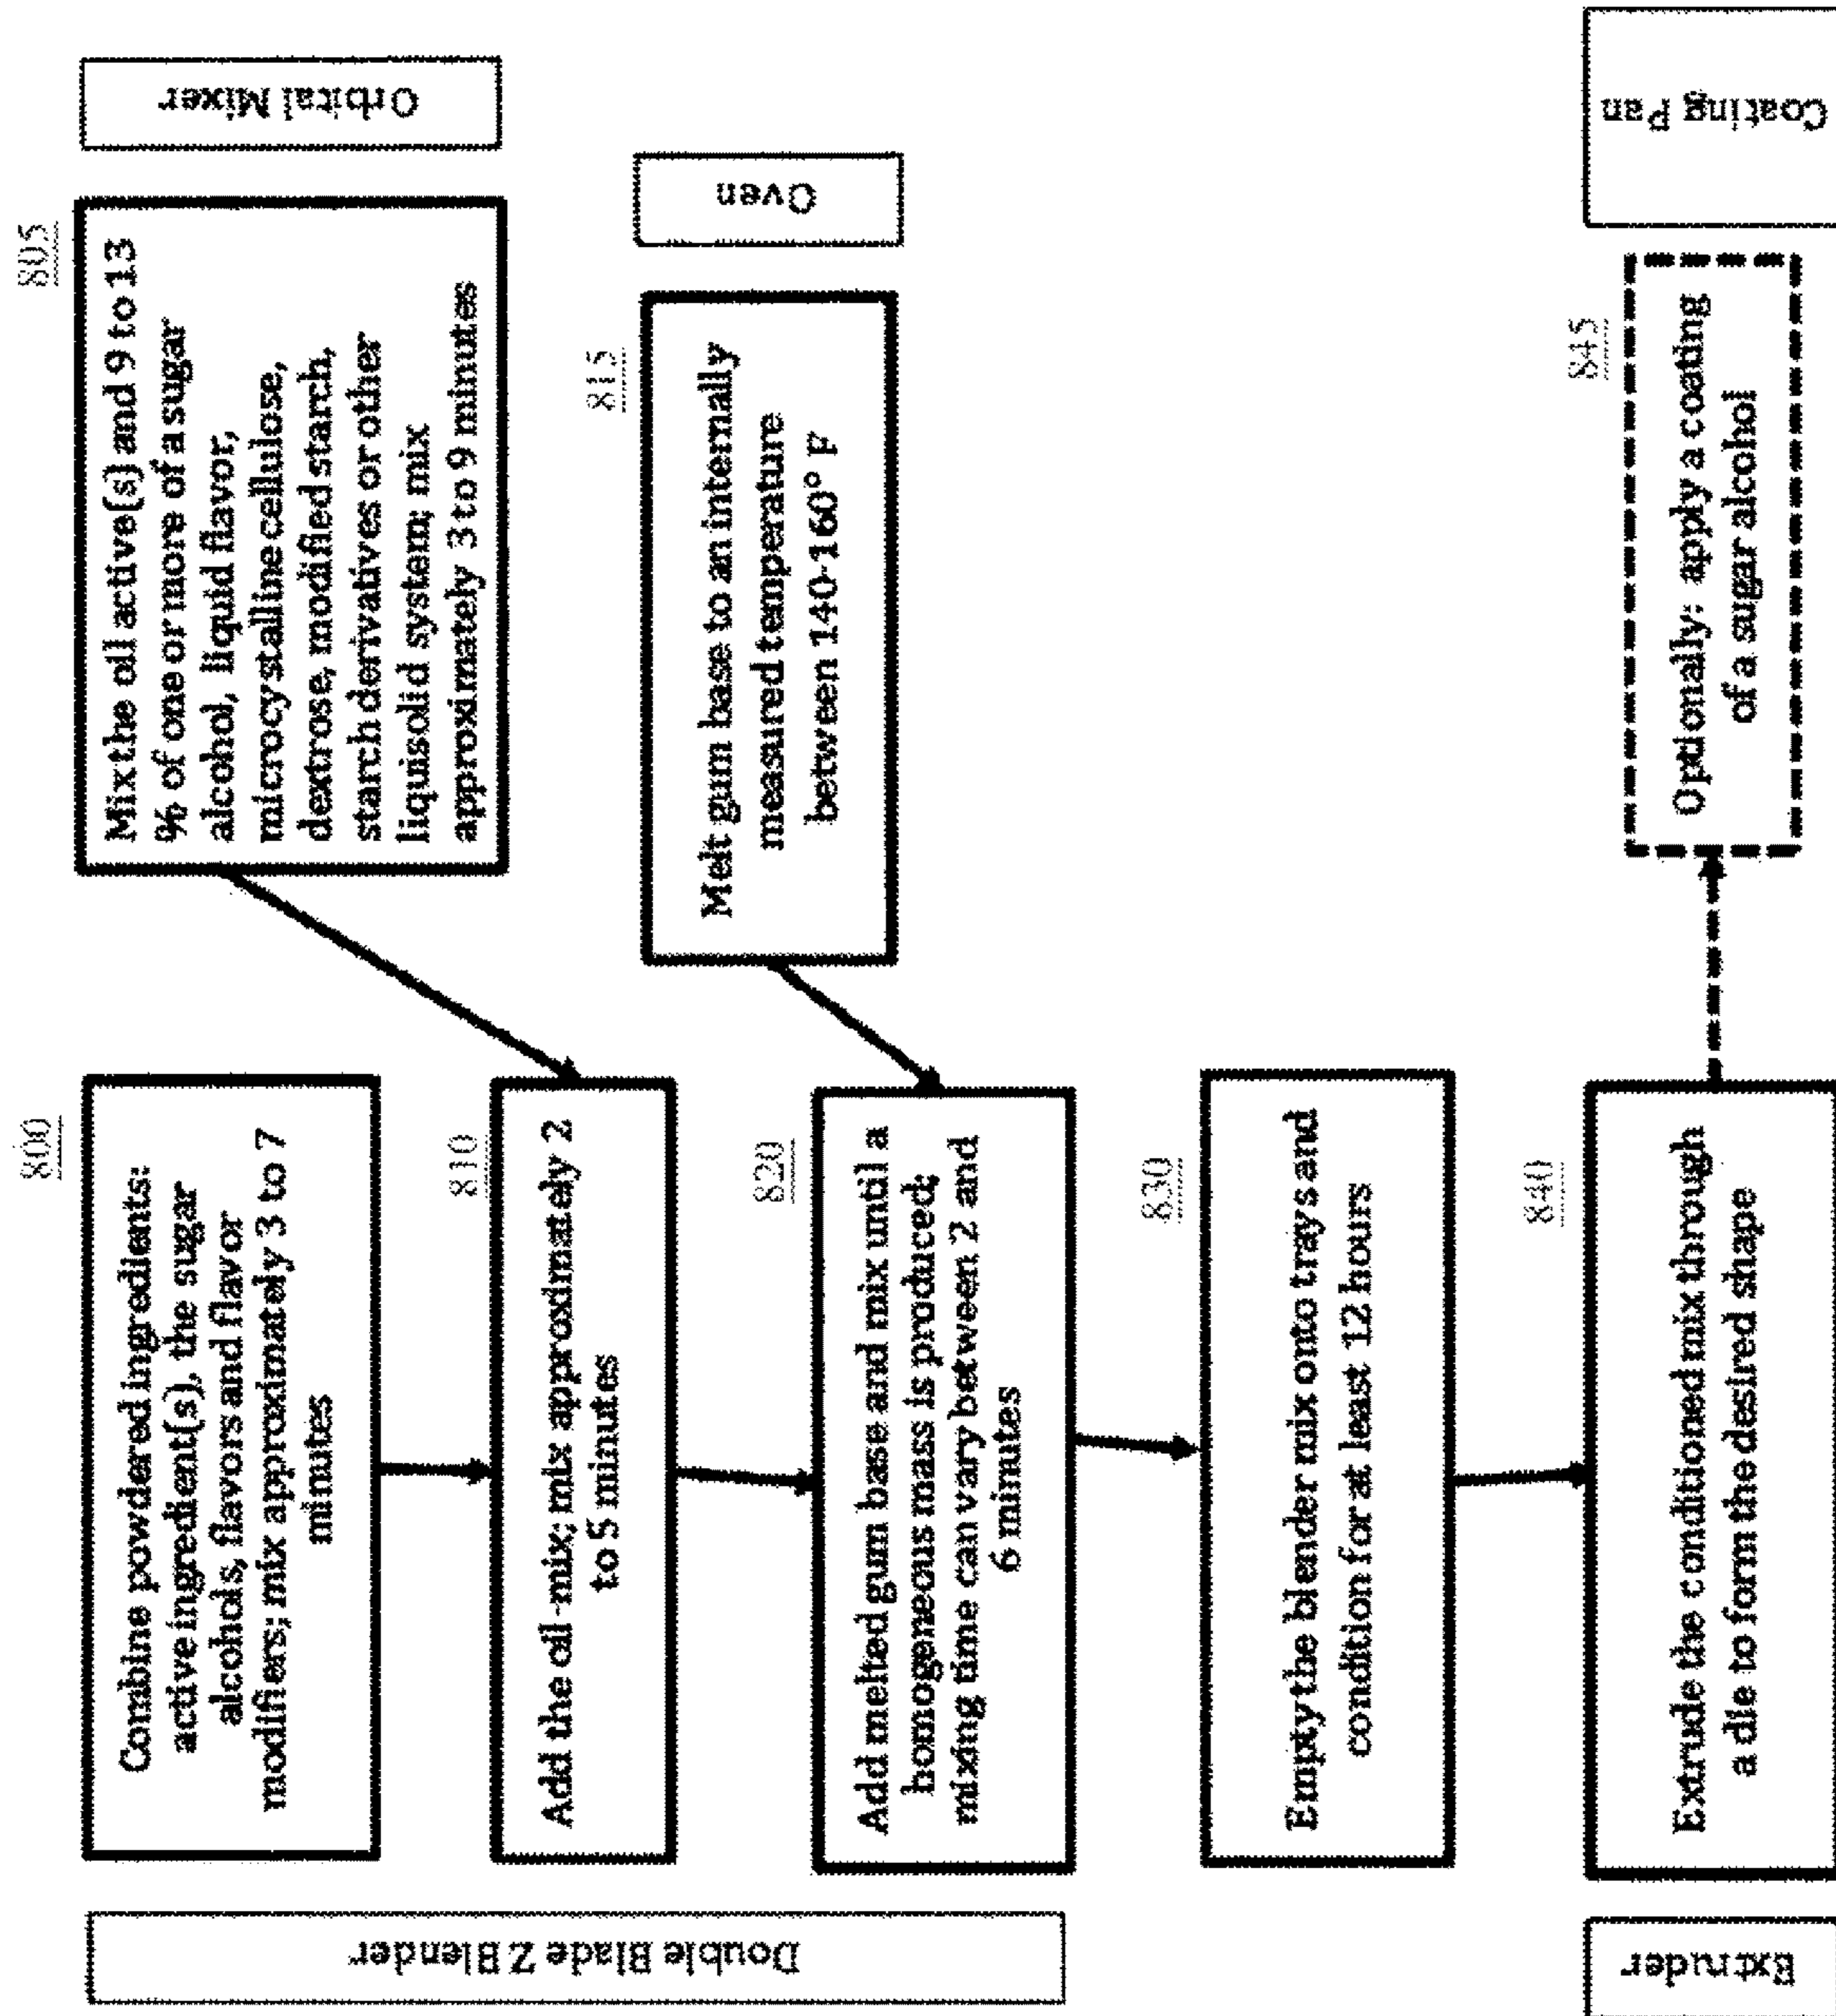 800
Combine powdered ingredients:
active ingredient(s), the sugar
alcohols, flavors and flavor
modifiers; mix approximately 3 to 7
minutes
805
Mix the oil active(s) and 9 to 13
% of one or more of a sugar
alcohol, liquid flavor,
microcystalline cellulose,
dextrose, modified starch,
starch derivatives or other
liquisolid system; mix
approximately 3 to 9 minutes
Orbital Mixer
810
Add the oil-mix; mix approximately 2
to 5 minutes
815
Melt gum base to an internally
measured temperature
between 140-160° F
Oven
820
Add melted gum base and mix until a
homogeneous mass is produced;
mixing time can vary between 2 and
6 minutes
Double Blade Z Blender
830
Empty the blender mix onto trays and
condition for at least 12 hours
840
Extrude the conditioned mix through
a die to form the desired shape
Extruder
845
Optionally: apply a coating
of a sugar alcohol
Coating Pan